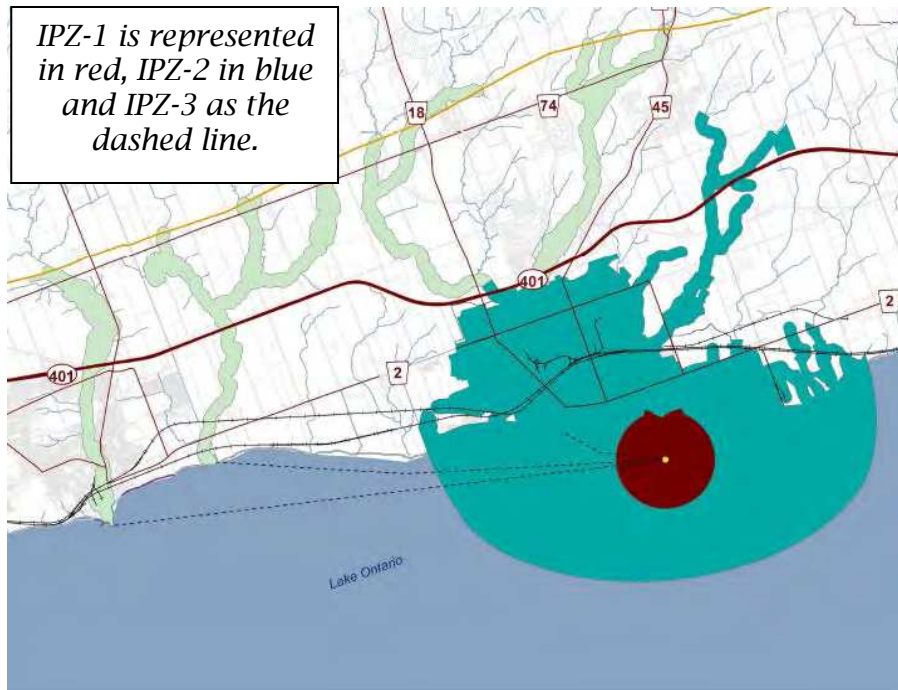 IPZ-1 is represented
in red, IPZ-2 in blue
and IPZ-3 as the
dashed line.
18
74
45
401
2
2
401
Lake Ontario